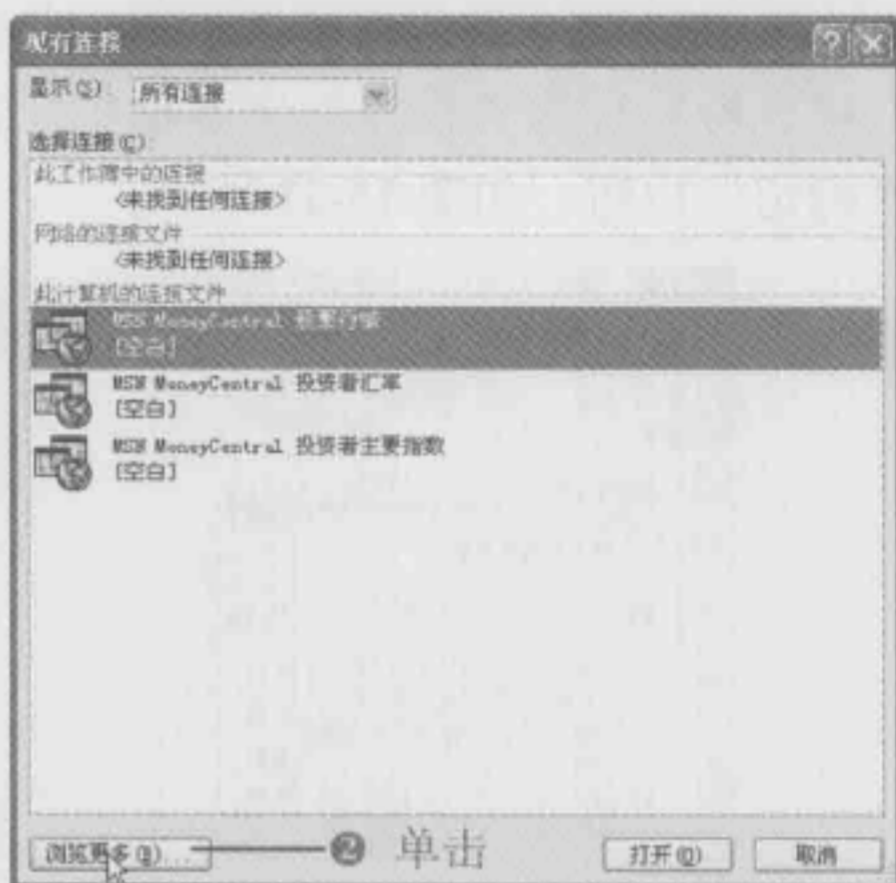 现有连接
显示(S): 所有连接
选择连接(C):
此工作簿中的连接
<未找到任何连接>
网络的连接文件
<未找到任何连接>
此计算机的连接文件
MSN MoneyCentral 股票行情
[空白]
MSN MoneyCentral 投资者汇率
[空白]
MSN MoneyCentral 投资者主要指数
[空白]
浏览更多(B)... ❷ 单击 打开(O) 取消